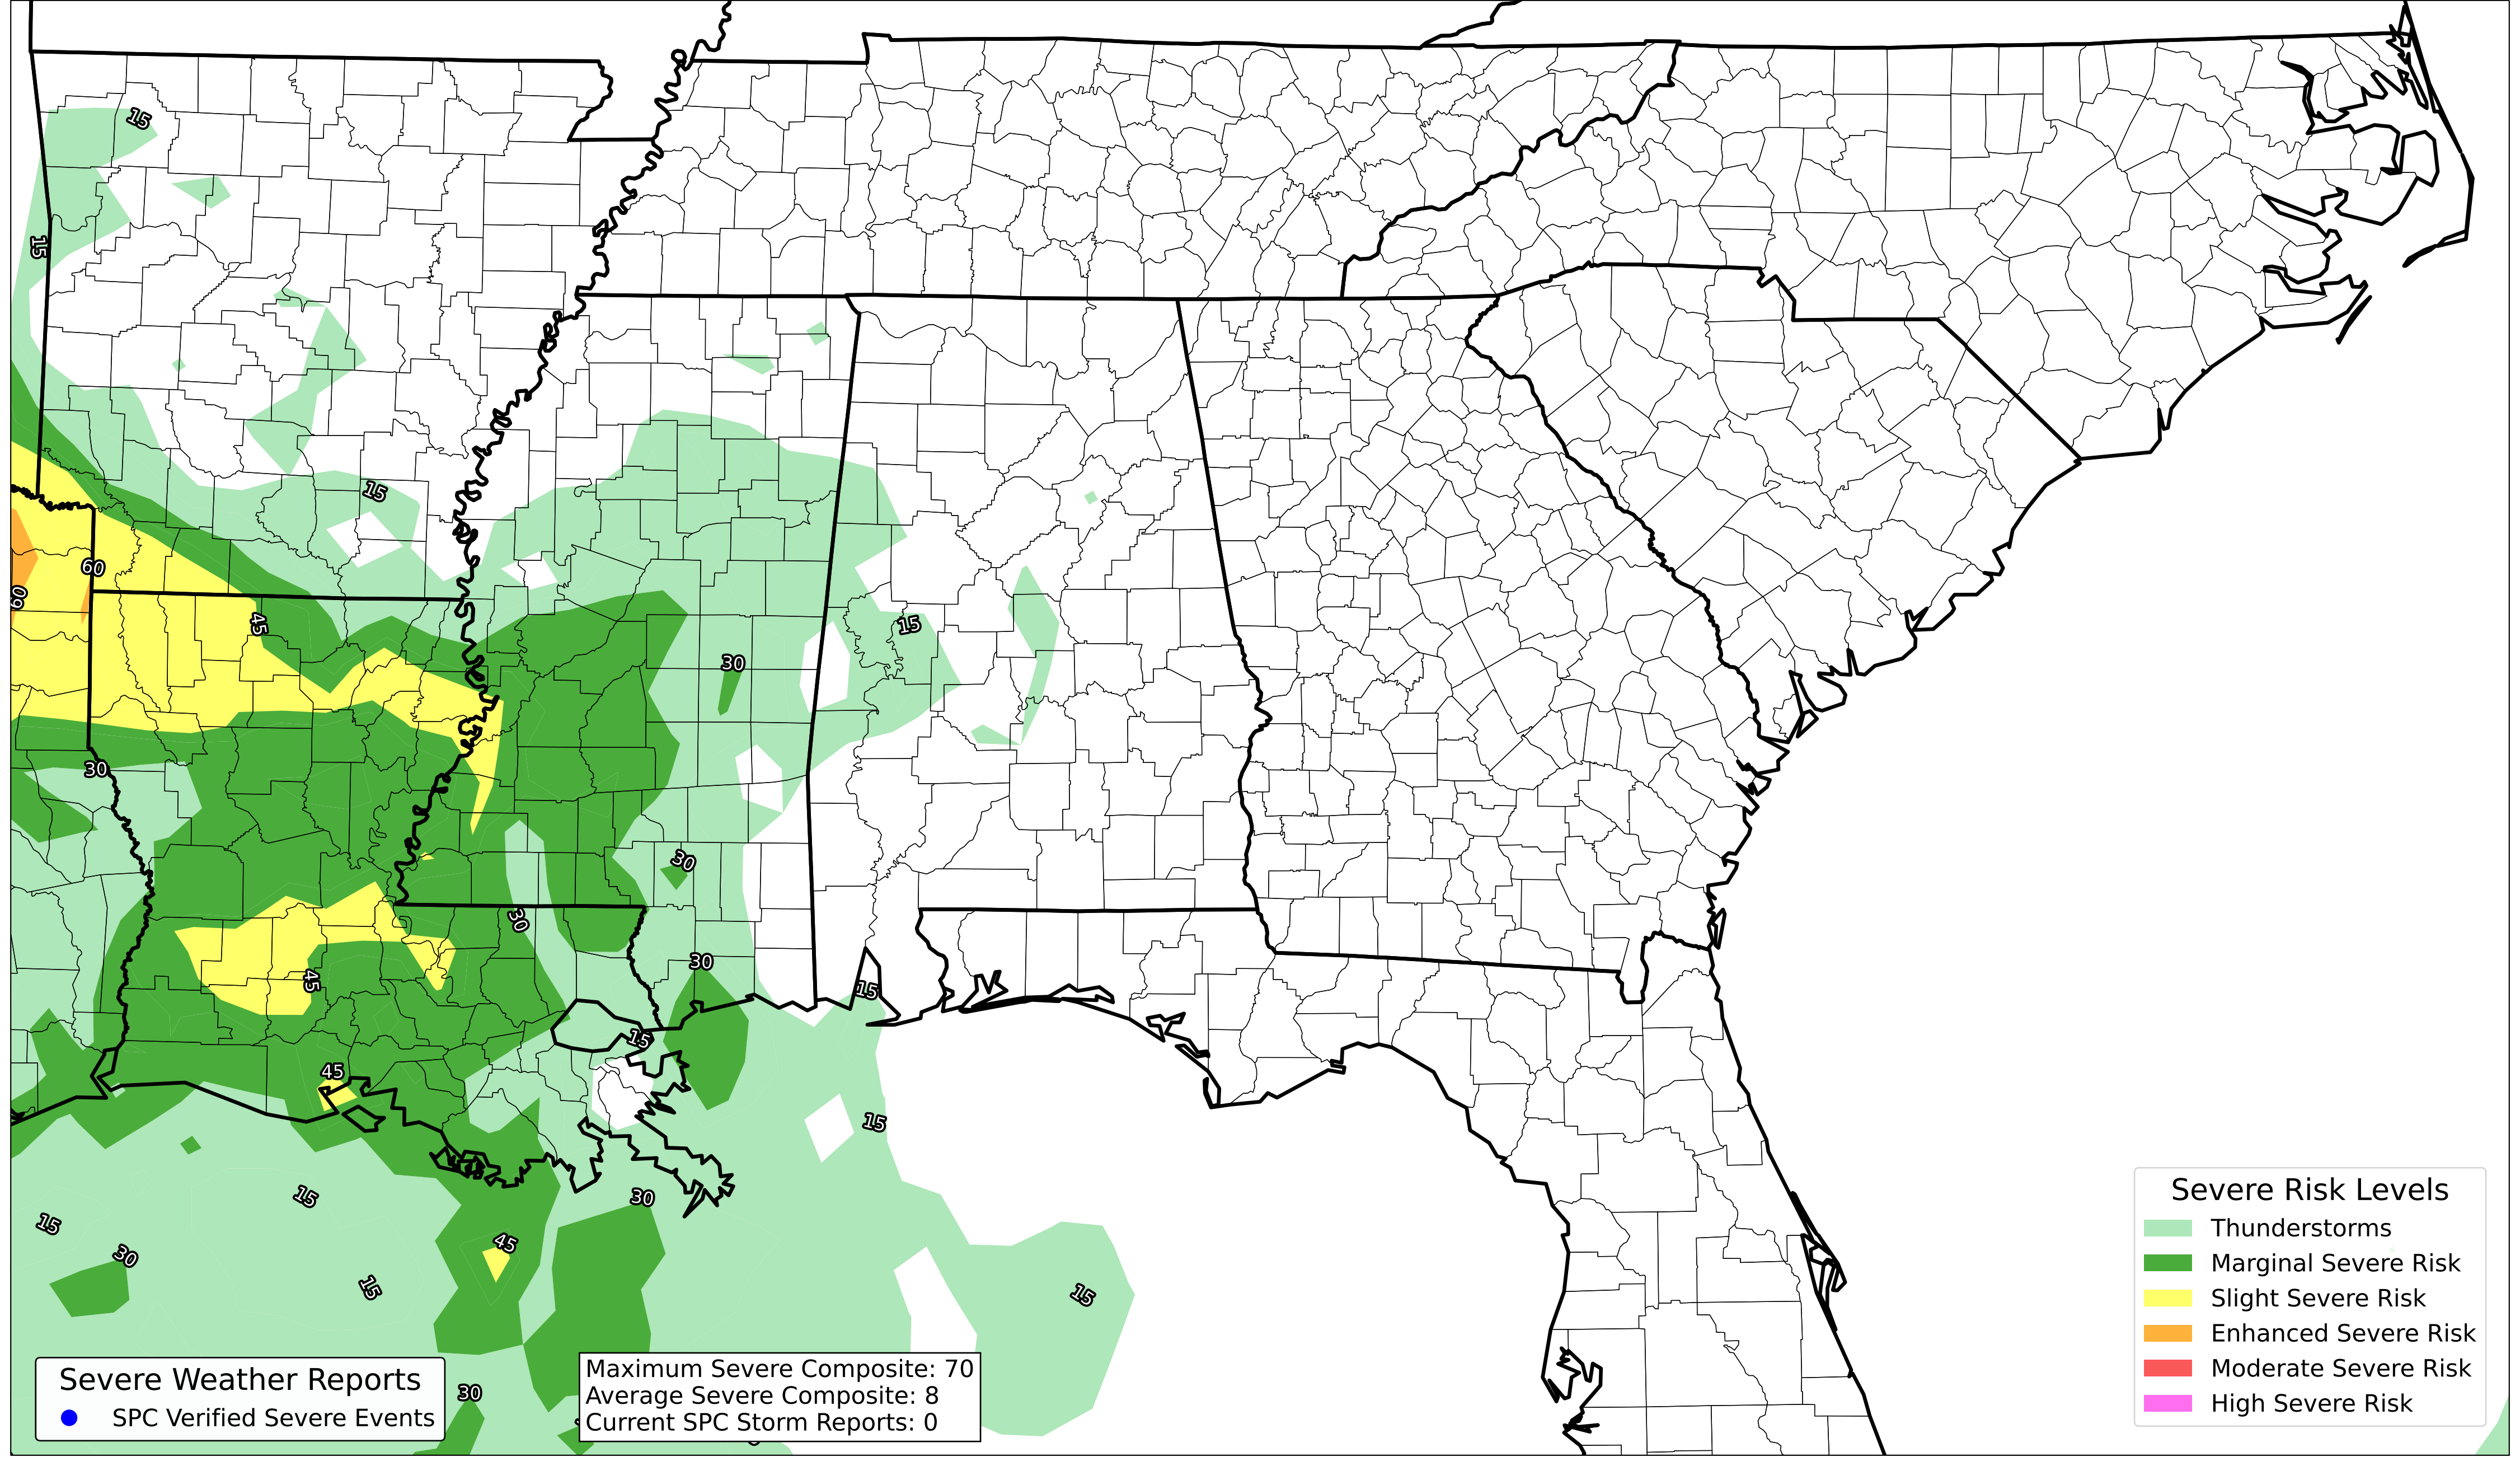 15
15
15
60
60
45
15
30
30
30
30
45
30
15
15
45
15
15
30
45
15
30
15
15
30
Severe Risk Levels
Thunderstorms
Marginal Severe Risk
Slight Severe Risk
Enhanced Severe Risk
Moderate Severe Risk
High Severe Risk
Severe Weather Reports
SPC Verified Severe Events
Maximum Severe Composite: 70
Average Severe Composite: 8
Current SPC Storm Reports: 0